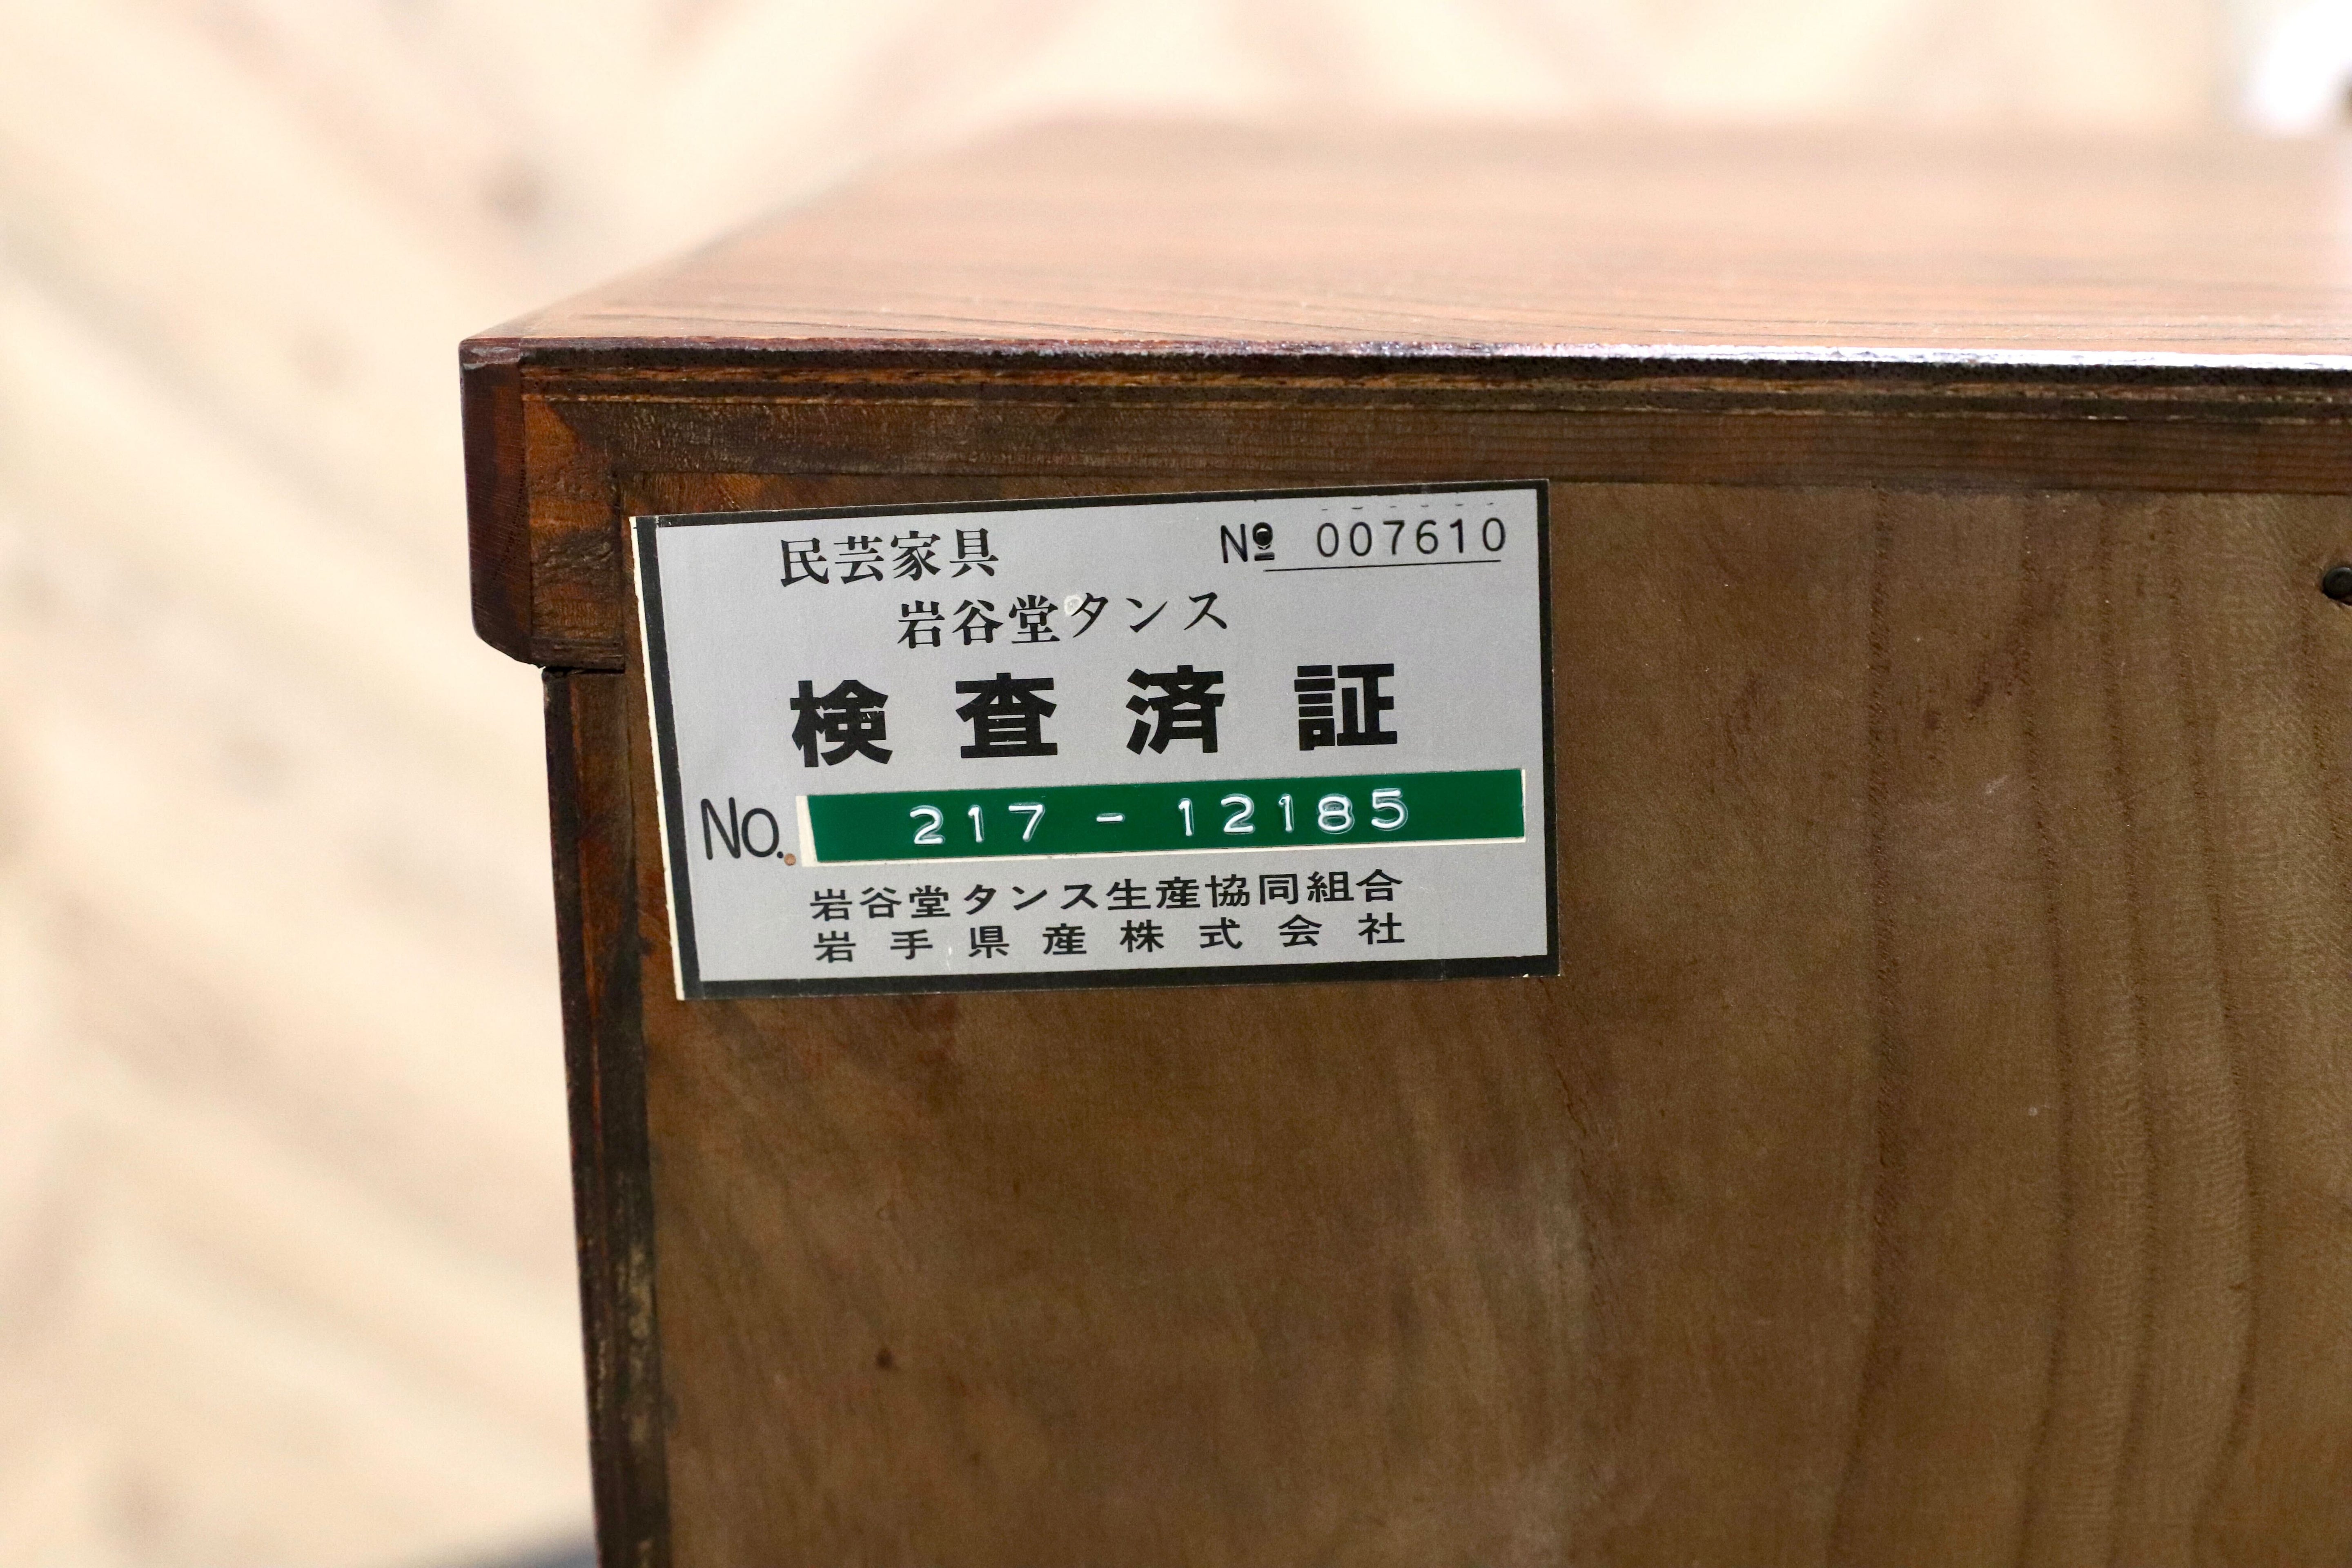 民芸家具 № 007610
岩谷堂タンス
検査済証
No. 217-12185
岩谷堂タンス生産協同組合
岩手県産株式会社